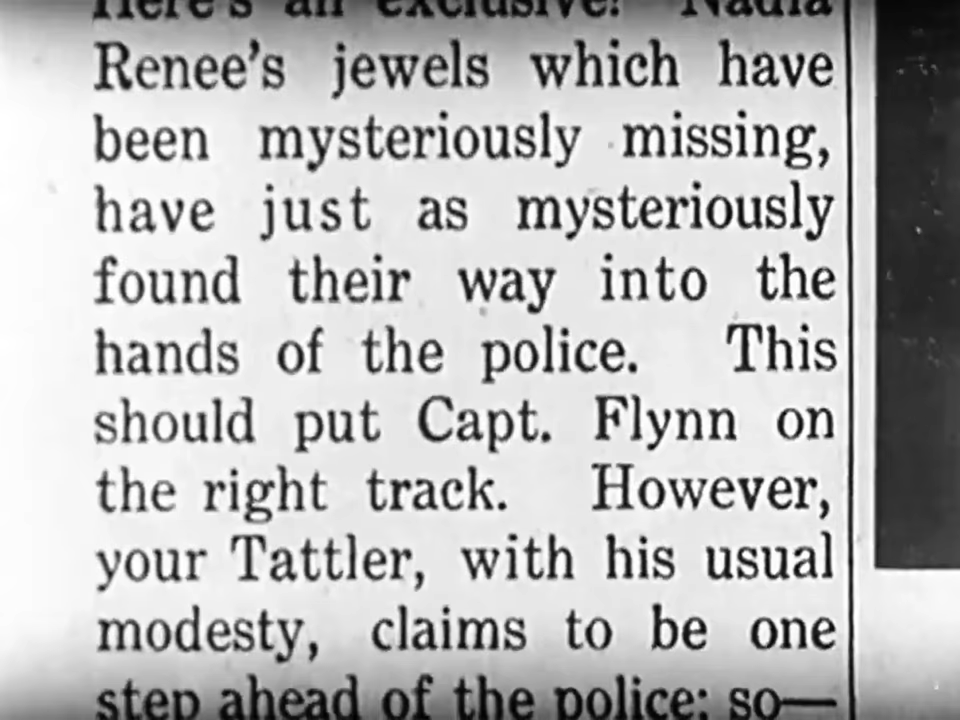 Here's an exclusive! Nadia
Renee's jewels which have
been mysteriously missing,
have just as mysteriously
found their way into the
hands of the police. This
should put Capt. Flynn on
the right track. However,
your Tattler, with his usual
modesty, claims to be one
step ahead of the police; so—